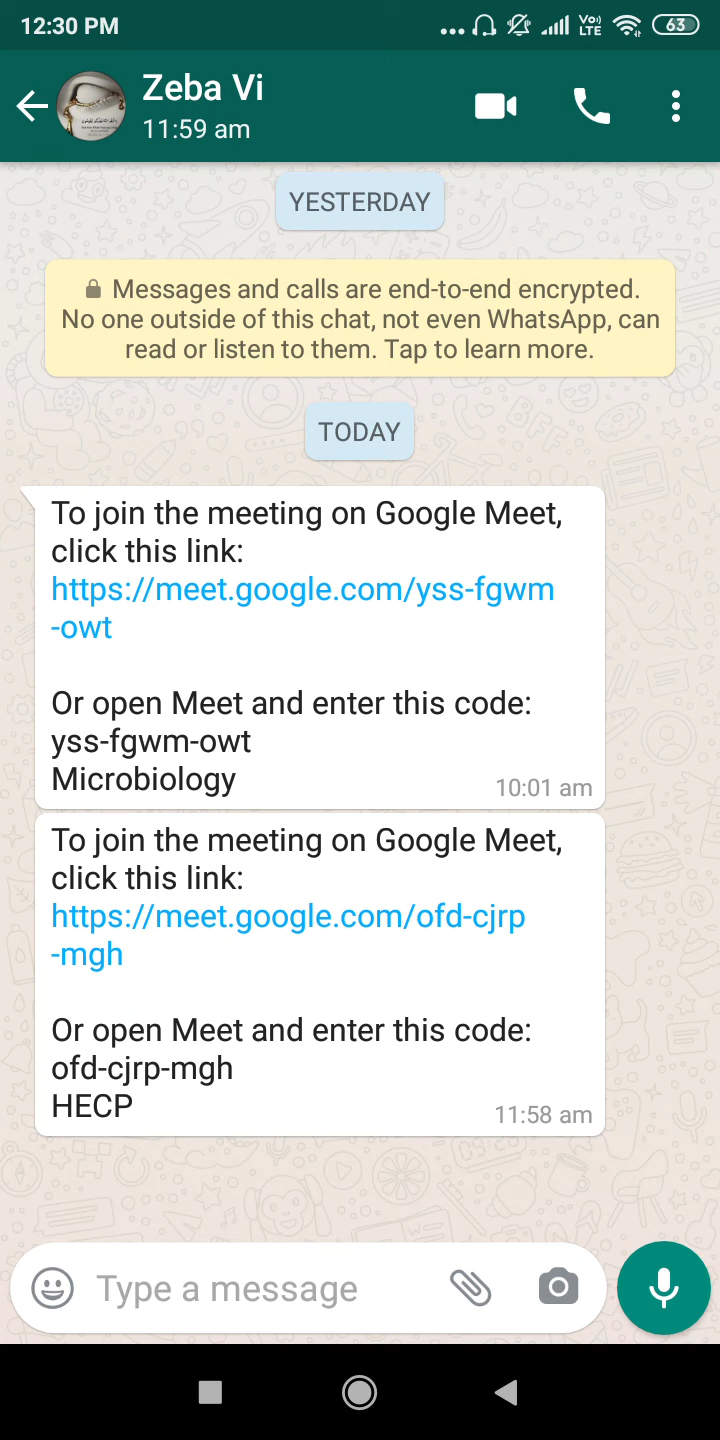 12:30 PM
Vo)) LTE
63
Zeba Vi
11:59 am
YESTERDAY
Messages and calls are end-to-end encrypted.
No one outside of this chat, not even WhatsApp, can
read or listen to them. Tap to learn more.
TODAY
To join the meeting on Google Meet,
click this link:
https://meet.google.com/yss-fgwm
-owt
Or open Meet and enter this code:
yss-fgwm-owt
Microbiology
10:01 am
To join the meeting on Google Meet,
click this link:
https://meet.google.com/ofd-cjrp
-mgh
Or open Meet and enter this code:
ofd-cjrp-mgh
HECP
11:58 am
Type a message